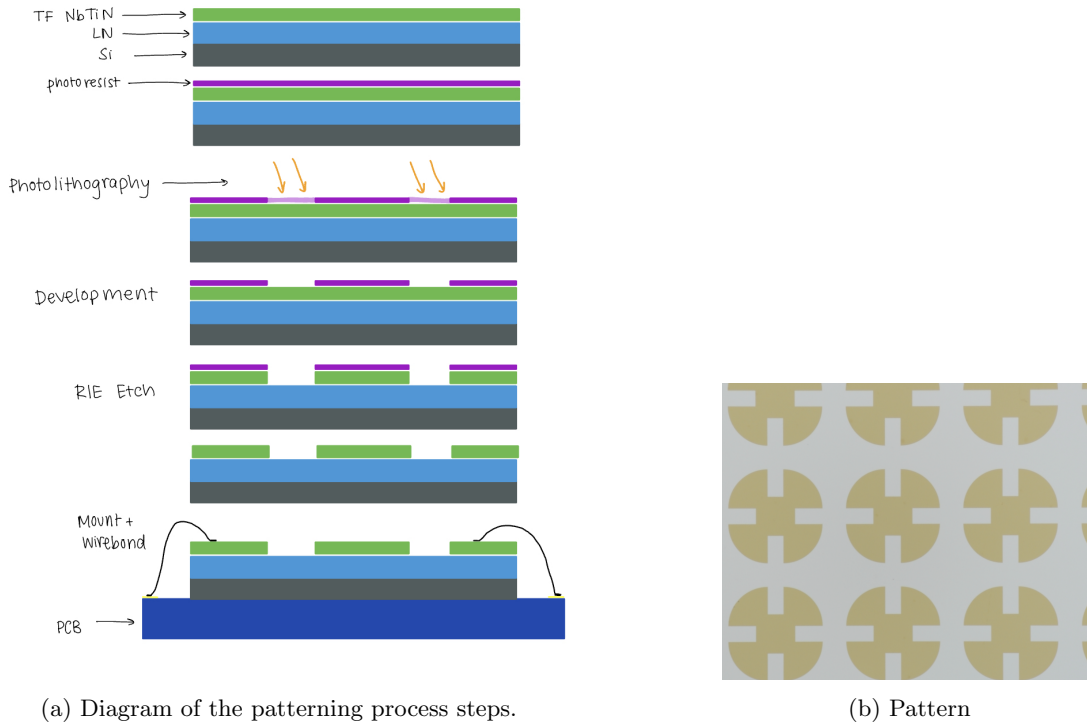 TF NbTiN
LN
Si
photoresist
Photolithography
Development
RIE Etch
Mount +
Wirebond
PCB
(a) Diagram of the patterning process steps.
(b) Pattern